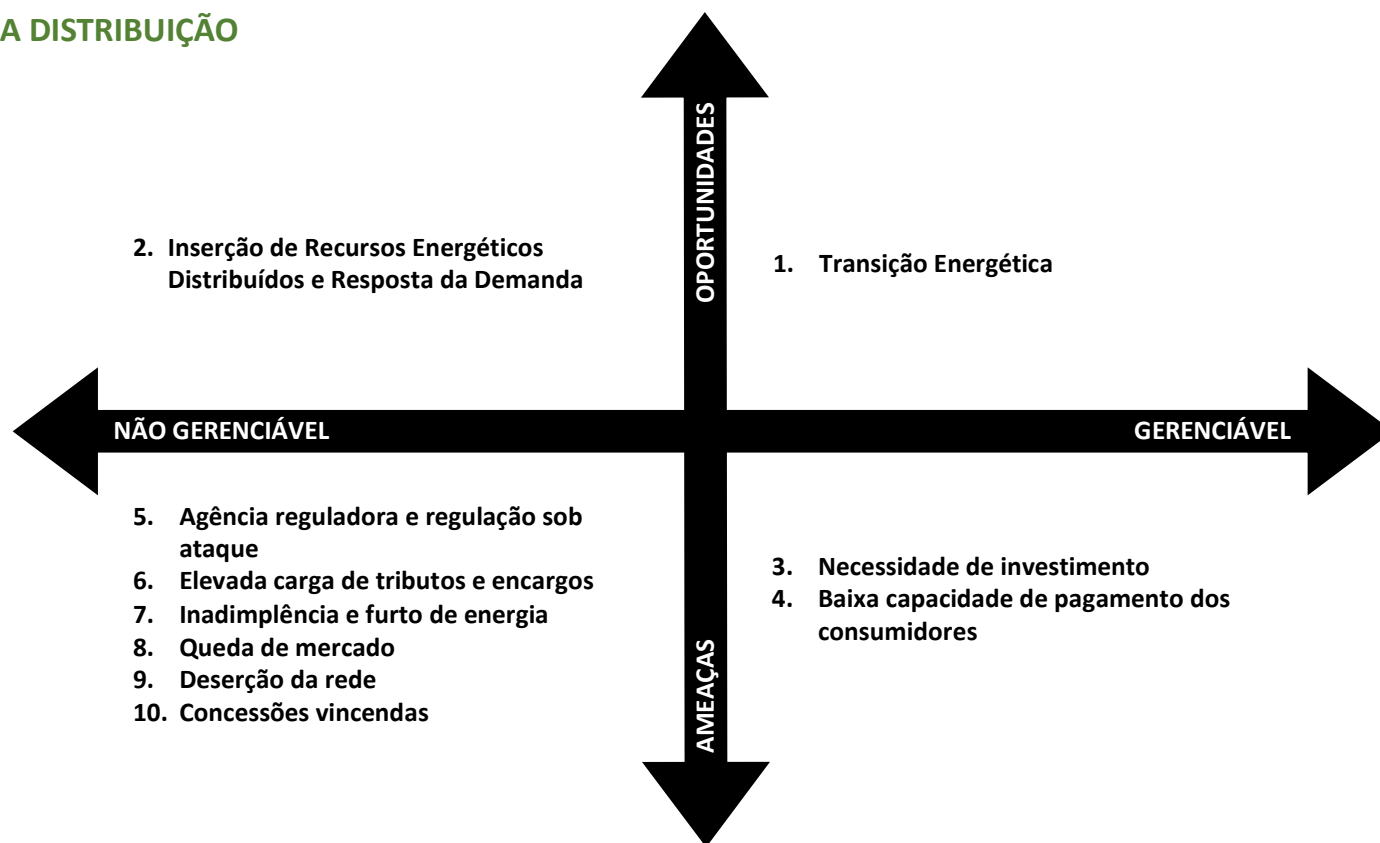 A DISTRIBUIÇÃO
OPORTUNIDADES
2. Inserção de Recursos Energéticos
Distribuídos e Resposta da Demanda
1. Transição Energética
NÃO GERENCIÁVEL
GERENCIÁVEL
5. Agência reguladora e regulação sob
ataque
6. Elevada carga de tributos e encargos
7. Inadimplência e furto de energia
8. Queda de mercado
9. Deserção da rede
10. Concessões vincendas
3. Necessidade de investimento
4. Baixa capacidade de pagamento dos
consumidores
AMEAÇAS